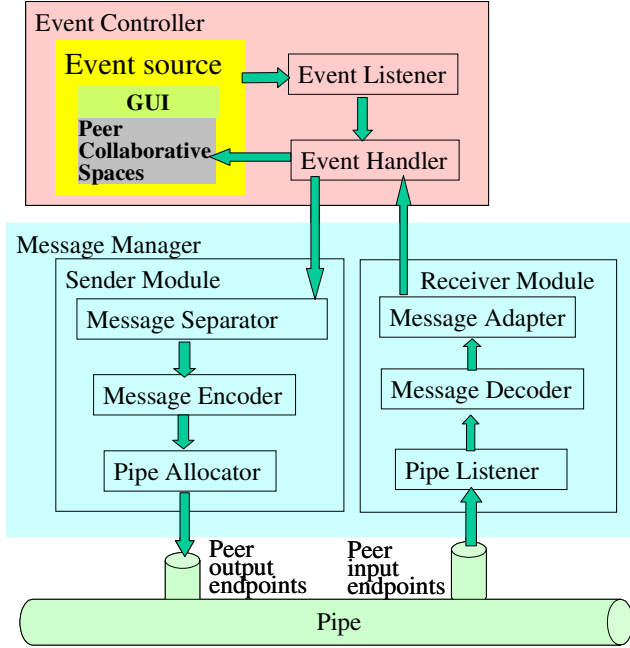 Event Controller
Event source
GUI
Peer
Collaborative
Spaces
Event Listener
Event Handler
Message Manager
Sender Module
Message Separator
Message Encoder
Pipe Allocator
Receiver Module
Message Adapter
Message Decoder
Pipe Listener
Peer
output
endpoints
Peer
input
endpoints
Pipe